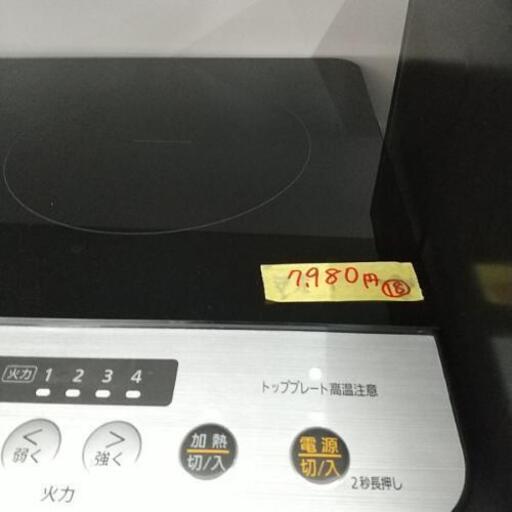 7,980円 18
火力 1 2 3 4
トッププレート高温注意
< 弱く
> 強く
加熱 切/入
電源 切/入
2秒長押し
火力